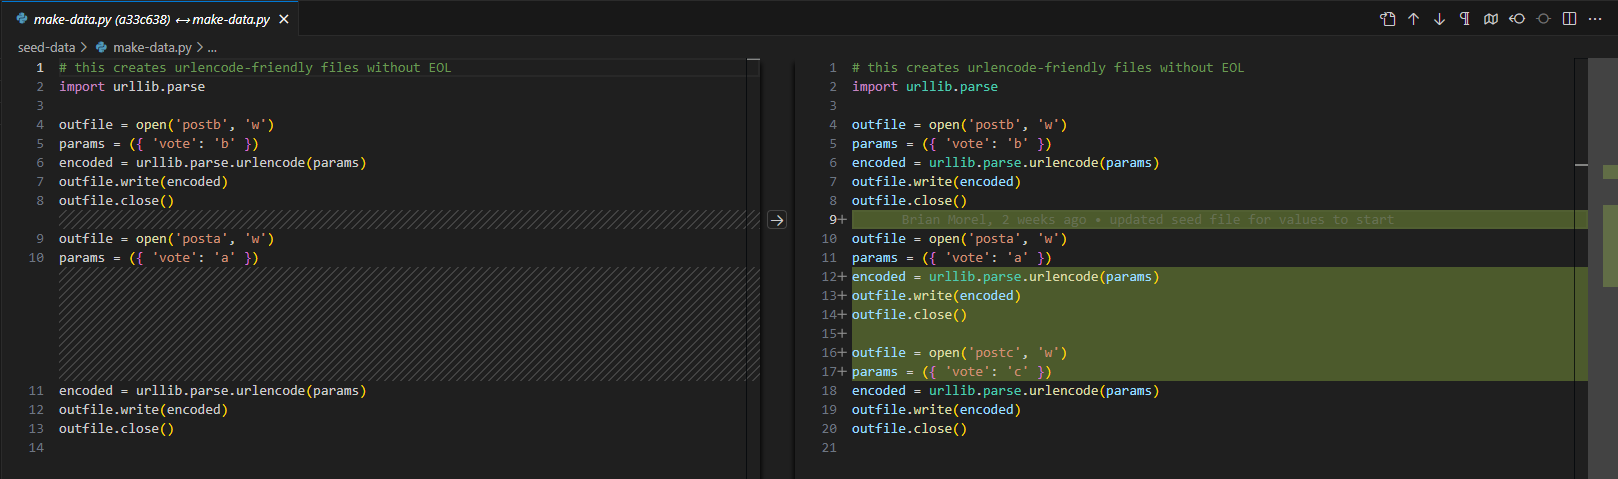 make-data.py (a33c638) ↔ make-data.py
seed-data > make-data.py > ...
1 # this creates urlencode-friendly files without EOL
2 import urllib.parse
3
4 outfile = open('postb', 'w')
5 params = ({ 'vote': 'b' })
6 encoded = urllib.parse.urlencode(params)
7 outfile.write(encoded)
8 outfile.close()
9 outfile = open('posta', 'w')
10 params = ({ 'vote': 'a' })
11 encoded = urllib.parse.urlencode(params)
12 outfile.write(encoded)
13 outfile.close()
14
1 # this creates urlencode-friendly files without EOL
2 import urllib.parse
3
4 outfile = open('postb', 'w')
5 params = ({ 'vote': 'b' })
6 encoded = urllib.parse.urlencode(params)
7 outfile.write(encoded)
8 outfile.close()
9+ Brian Morel, 2 weeks ago • updated seed file for values to start
10 outfile = open('posta', 'w')
11 params = ({ 'vote': 'a' })
12+ encoded = urllib.parse.urlencode(params)
13+ outfile.write(encoded)
14+ outfile.close()
15+
16+ outfile = open('postc', 'w')
17+ params = ({ 'vote': 'c' })
18 encoded = urllib.parse.urlencode(params)
19 outfile.write(encoded)
20 outfile.close()
21